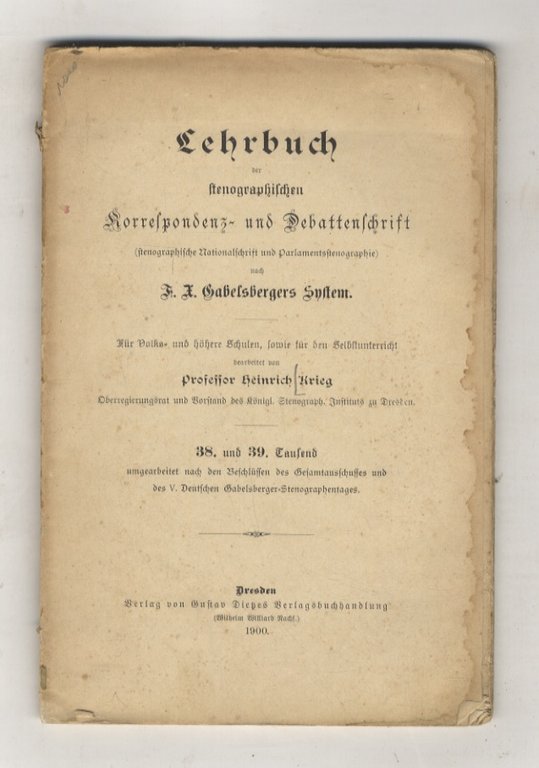 Lehrbuch
der
stenographischen
Korrespondenz- und Debattenschrift
(stenographische Nationalschrift und Parlamentsstenographie)
nach
F. X. Gabelsbergers System.
Für Volks- und höhere Schulen, sowie für den Selbstunterricht
bearbeitet von
Professor Heinrich Krieg
Oberregierungsrat und Vorstand des Königl. Stenograph. Instituts zu Dresden.
38. und 39. Tausend
umgearbeitet nach den Beschlüssen des Gesamtausschusses und
des V. Deutschen Gabelsberger-Stenographentages.
Dresden
Verlag von Gustav Dietzes Verlagsbuchhandlung
(Wilhelm Williard Nachf.)
1900.